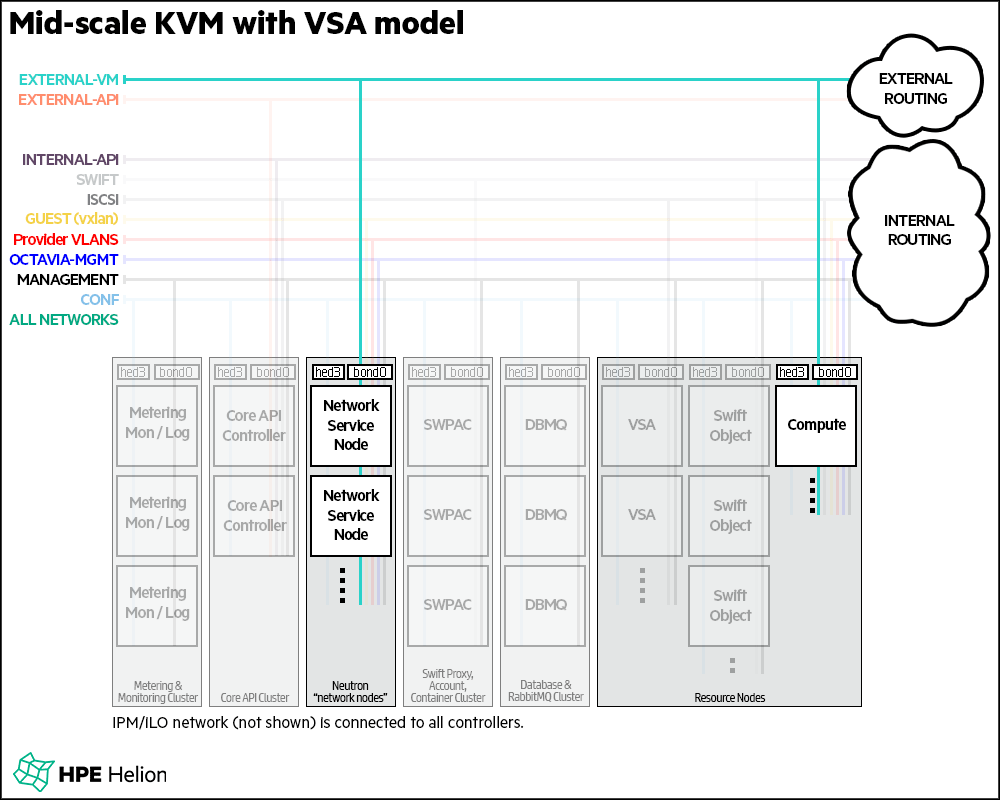 Mid-scale KVM with VSA model
EXTERNAL-VM
EXTERNAL-API
EXTERNAL
ROUTING
INTERNAL-API
SWIFT
ISCSI
GUEST (vxlan)
Provider VLANS
OCTAVIA-MGMT
MANAGEMENT
CONF
ALL NETWORKS
INTERNAL
ROUTING
hed3 bond0
hed3 bond0
hed3 bond0
hed3 bond0
hed3 bond0
hed3 bond0
hed3 bond0
hed3 bond0
Metering
Mon / Log
Core API
Controller
Network
Service
Node
SWPAC
DBMQ
VSA
Swift
Object
Compute
Metering
Mon / Log
Core API
Controller
Network
Service
Node
SWPAC
DBMQ
VSA
Swift
Object
Metering
Mon / Log
SWPAC
DBMQ
Swift
Object
Metering &
Monitoring Cluster
Core API Cluster
Neutron
“network nodes”
Swift Proxy,
Account,
Container Cluster
Database &
RabbitMQ Cluster
Resource Nodes
IPM/ILO network (not shown) is connected to all controllers.
HPE Helion